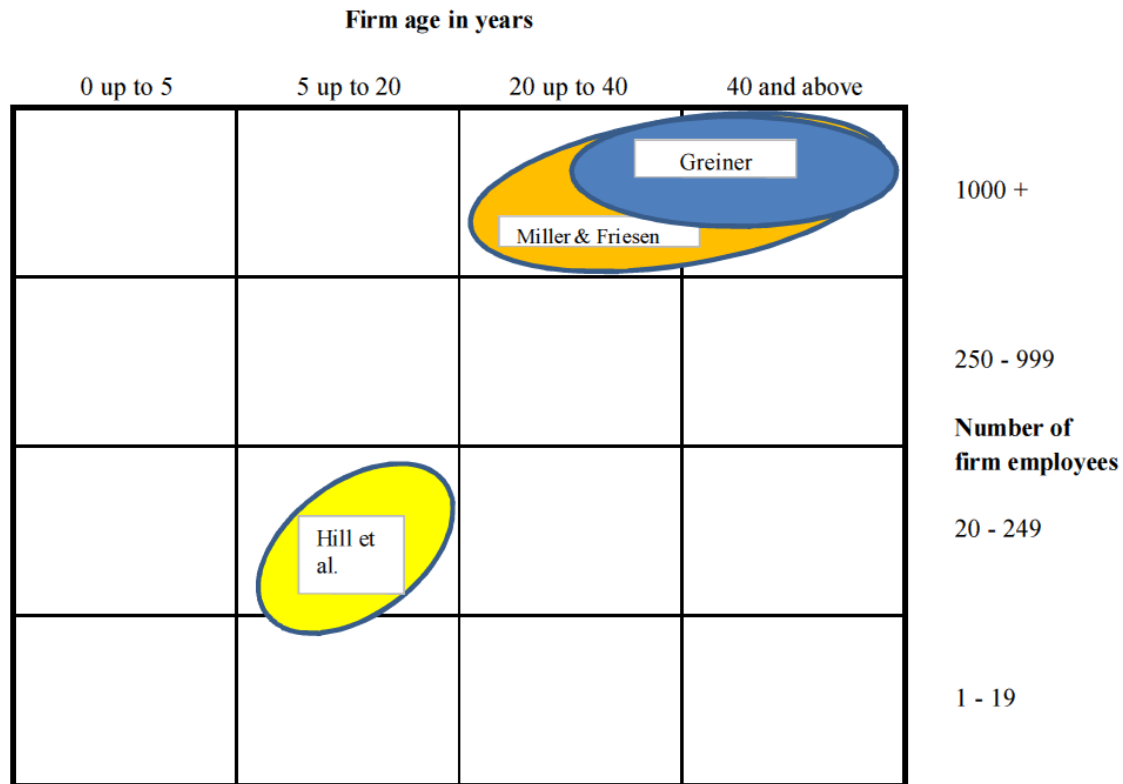 Firm age in years
0 up to 5 5 up to 20 20 up to 40 40 and above
Greiner
1000 +
Miller & Friesen
250 - 999
Number of
firm employees
20 - 249
Hill et
al.
1 - 19